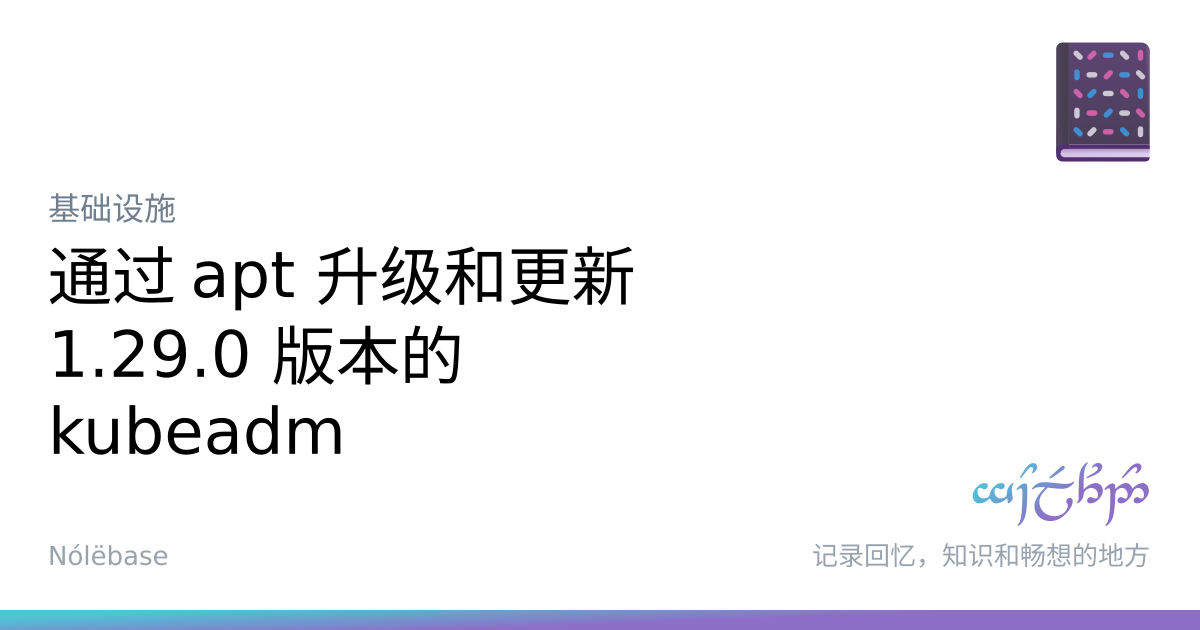 基础设施
通过 apt 升级和更新
1.29.0 版本的
kubeadm
Nólëbase
记录回忆，知识和畅想的地方